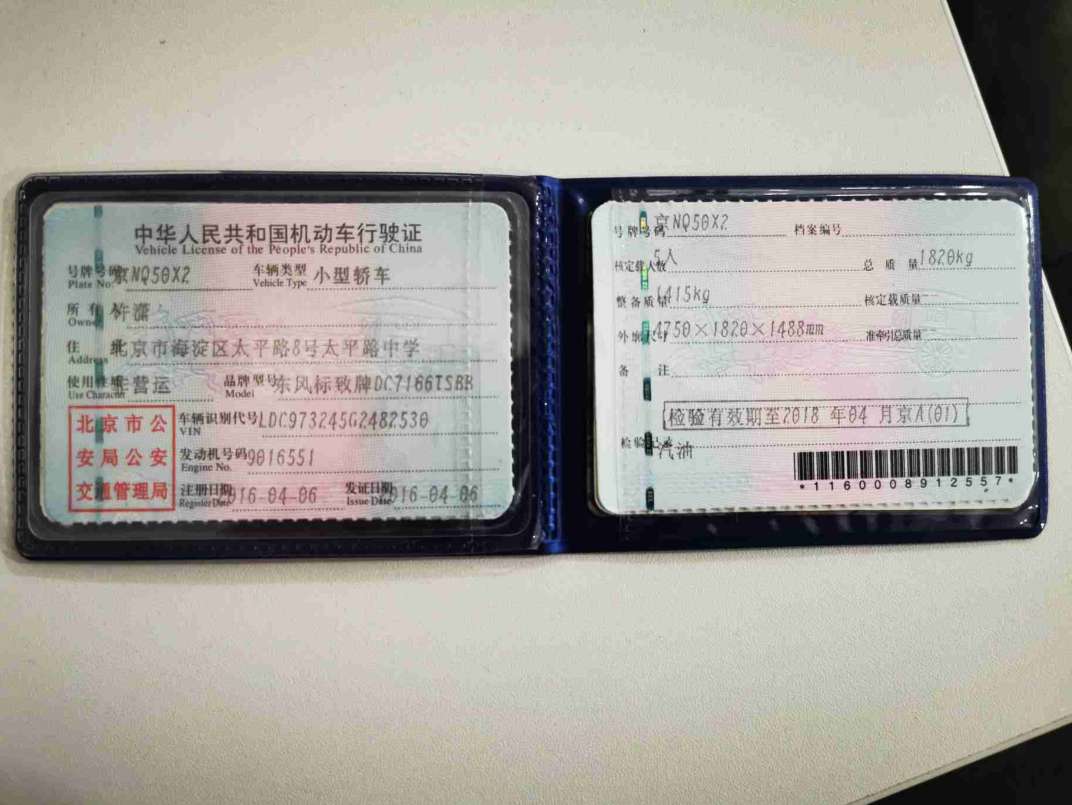 中华人民共和国机动车行驶证
Vehicle License of the People's Republic of China
号牌号码 京NQ50X2 车辆类型 小型轿车
Plate No. Vehicle Type
所有人 许潇
Owner
住址 北京市海淀区太平路8号太平路中学
Address
使用性质 非营运 品牌型号 东风标致牌DC7166TSBB
Use Character Model
北京市公
安局公安
交通管理局
车辆识别代号 LDC973245G2482530
VIN
发动机号码 9016551
Engine No.
注册日期 016-04-06 发证日期 016-04-06
Register Date Issue Date
号牌号码 京NQ50X2 档案编号
核定载人数 5人 总质量 1820kg
整备质量 1415kg 核定载质量
外廓尺寸 4750×1820×1488mm 准牵引总质量
备注
检验有效期至2018年04月京A(01)
检验记录
汽油
*1160008912557*